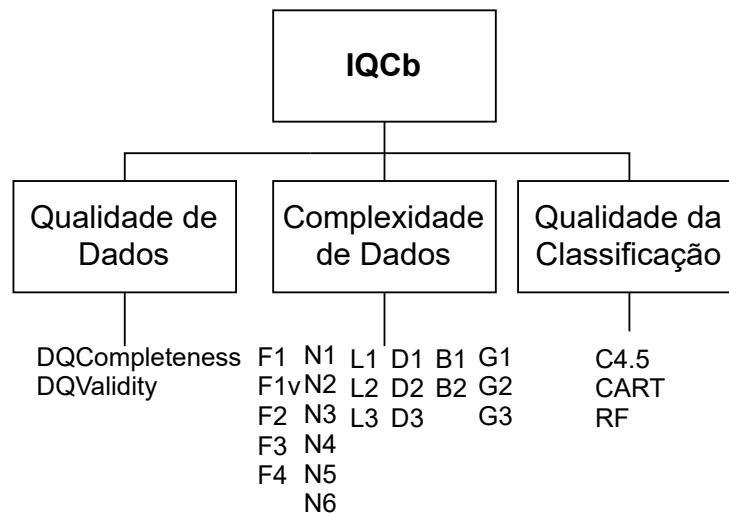 IQCb
Qualidade de
Dados
Complexidade
de Dados
Qualidade da
Classificação
DQCompleteness
DQValidity
F1 N1 L1 D1 B1 G1
F1v N2 L2 D2 B2 G2
F2 N3 L3 D3 G3
F3 N4
F4 N5
N6
C4.5
CART
RF